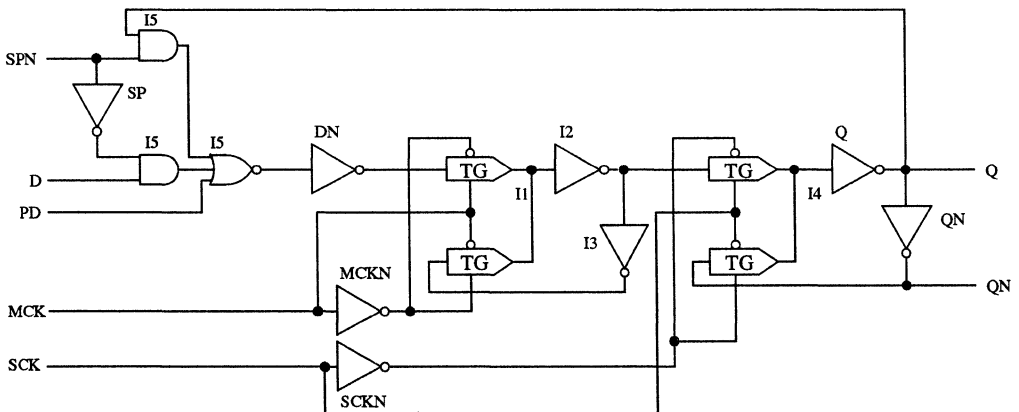 I5
SPN
SP
I5
I5
DN
I2
Q
D
TG
TG
Q
I1
I4
PD
I3
QN
TG
TG
MCKN
QN
MCK
SCK
SCKN